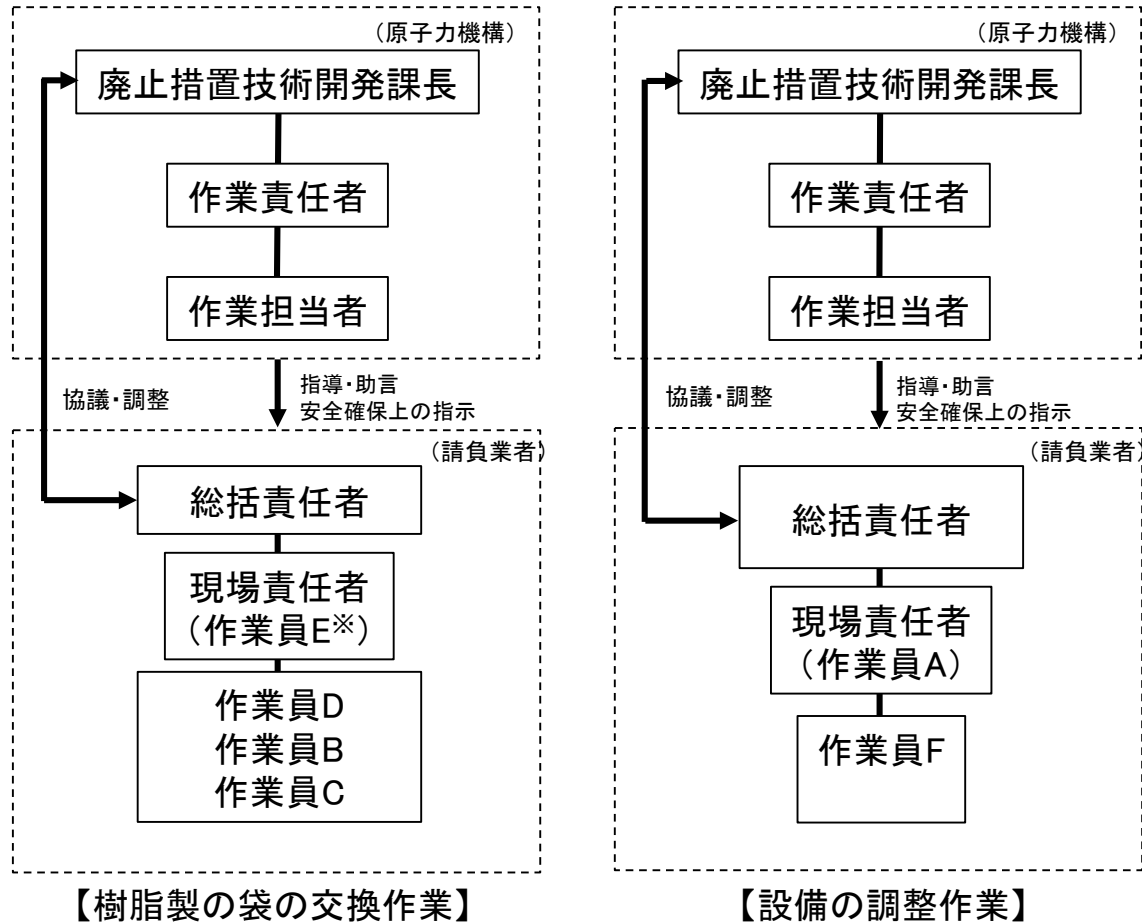 （原子力機構）
廃止措置技術開発課長
作業責任者
作業担当者
協議・調整
指導・助言
安全確保上の指示
（請負業者）
総括責任者
現場責任者
（作業員E※）
作業員D
作業員B
作業員C
【樹脂製の袋の交換作業】
（原子力機構）
廃止措置技術開発課長
作業責任者
作業担当者
協議・調整
指導・助言
安全確保上の指示
（請負業者）
総括責任者
現場責任者
（作業員A）
作業員F
【設備の調整作業】